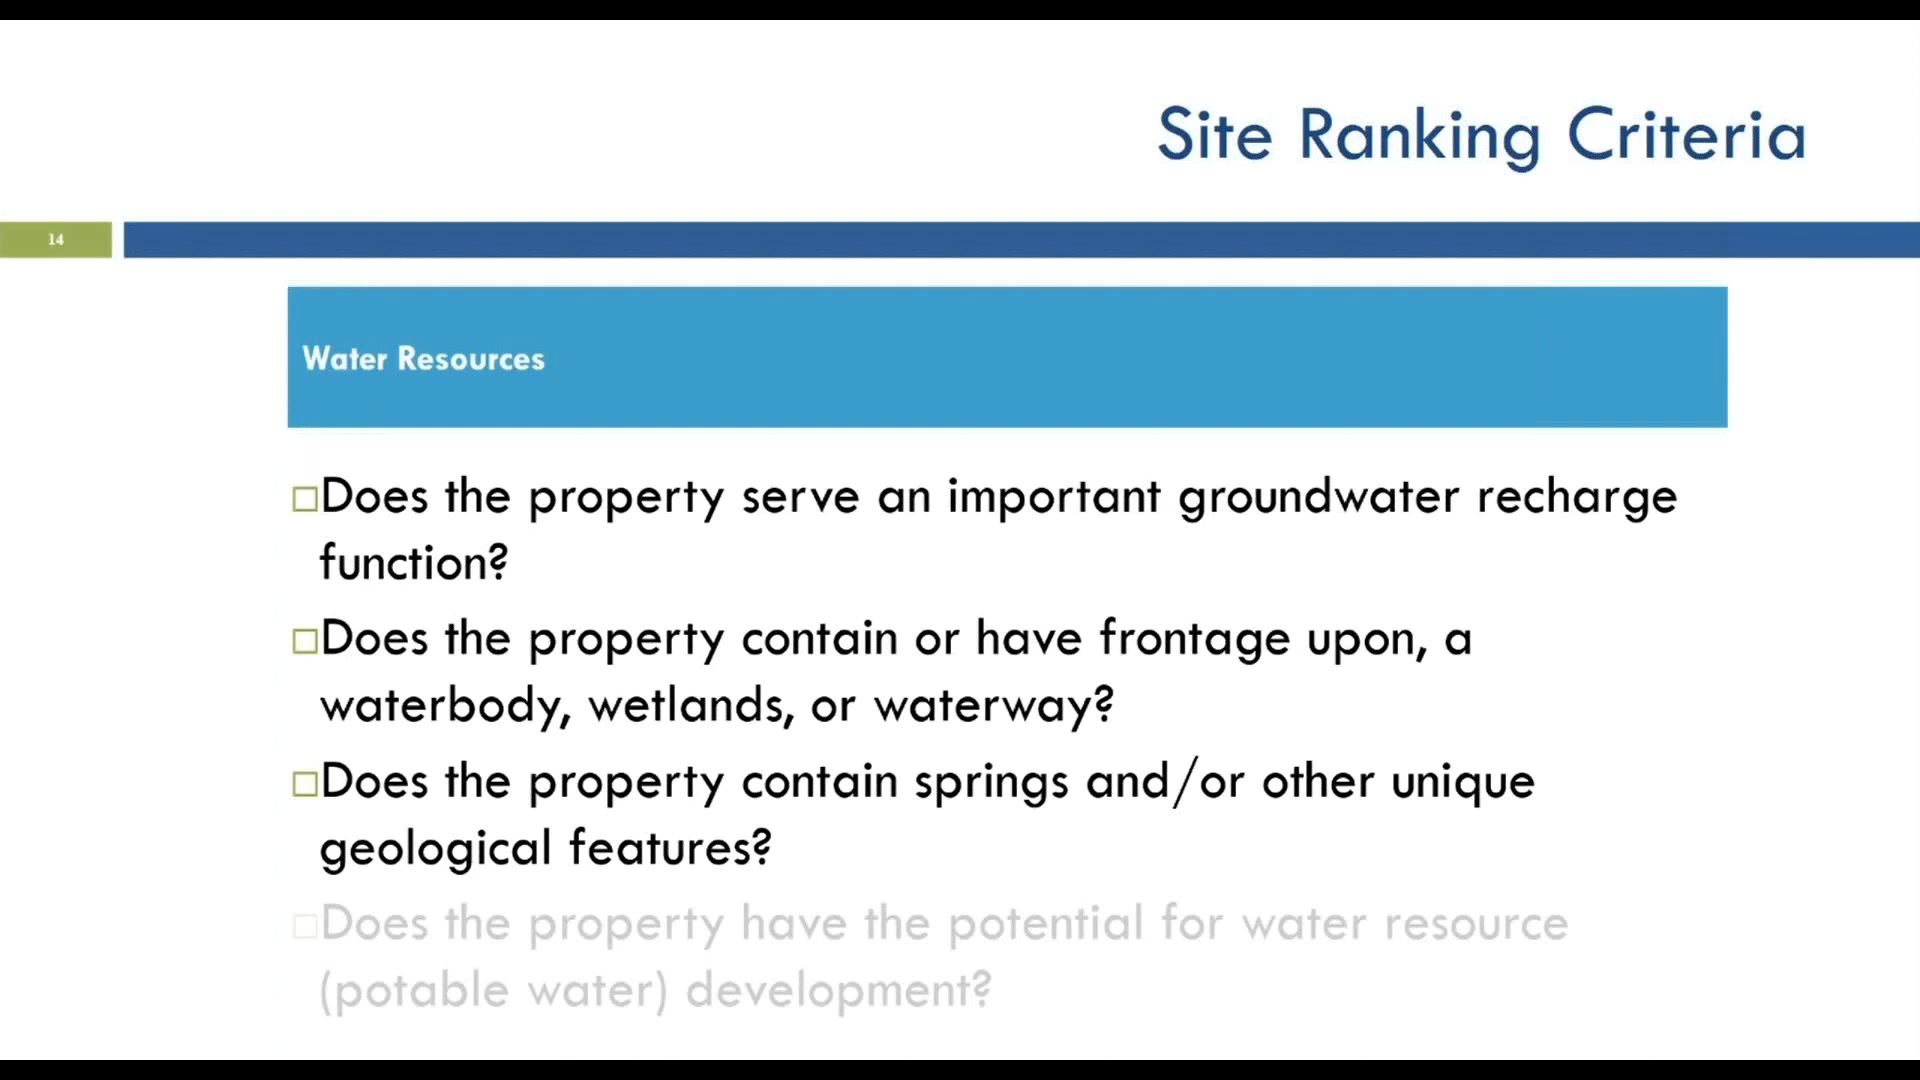 Site Ranking Criteria
14
Water Resources
Does the property serve an important groundwater recharge
function?
Does the property contain or have frontage upon, a
waterbody, wetlands, or waterway?
Does the property contain springs and/or other unique
geological features?
Does the property have the potential for water resource
(potable water) development?